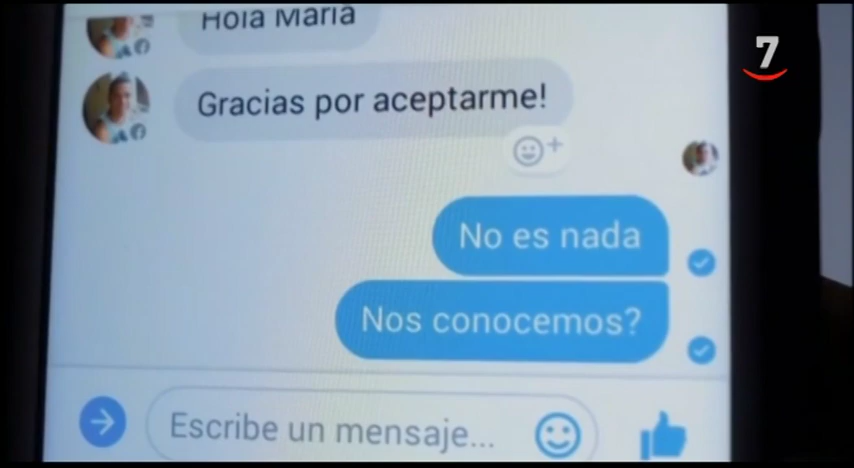 Hola María
7
Gracias por aceptarme!
No es nada
Nos conocemos?
Escribe un mensaje...